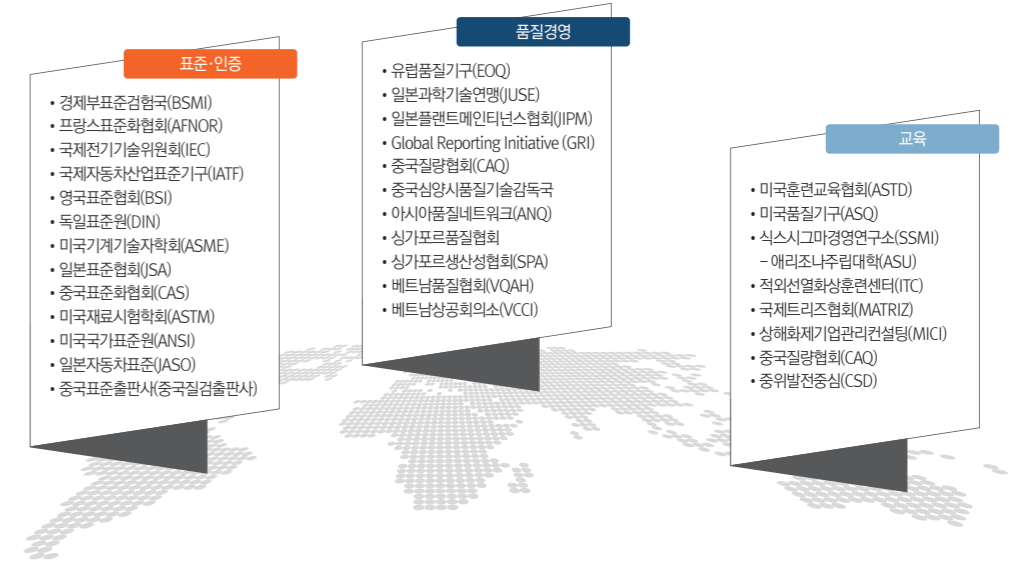 표준·인증
• 경제부표준검험국(BSMI)
• 프랑스표준화협회(AFNOR)
• 국제전기기술위원회(IEC)
• 국제자동차산업표준기구(IATF)
• 영국표준협회(BSI)
• 독일표준원(DIN)
• 미국기계기술자학회(ASME)
• 일본표준협회(JSA)
• 중국표준화협회(CAS)
• 미국재료시험학회(ASTM)
• 미국국가표준원(ANSI)
• 일본자동차표준(JASO)
• 중국표준출판사(중국질검출판사)
품질경영
• 유럽품질기구(EOQ)
• 일본과학기술연맹(JUSE)
• 일본플랜트메인티넌스협회(JIPM)
• Global Reporting Initiative (GRI)
• 중국질량협회(CAQ)
• 중국심양시품질기술감독국
• 아시아품질네트워크(ANQ)
• 싱가포르품질협회
• 싱가포르생산성협회(SPA)
• 베트남품질협회(VQAH)
• 베트남상공회의소(VCCI)
교육
• 미국훈련교육협회(ASTD)
• 미국품질기구(ASQ)
• 식스시그마경영연구소(SSMI)
– 애리조나주립대학(ASU)
• 적외선열화상훈련센터(ITC)
• 국제트리즈협회(MATRIZ)
• 상해화제기업관리컨설팅(MICI)
• 중국질량협회(CAQ)
• 중위발전중심(CSD)